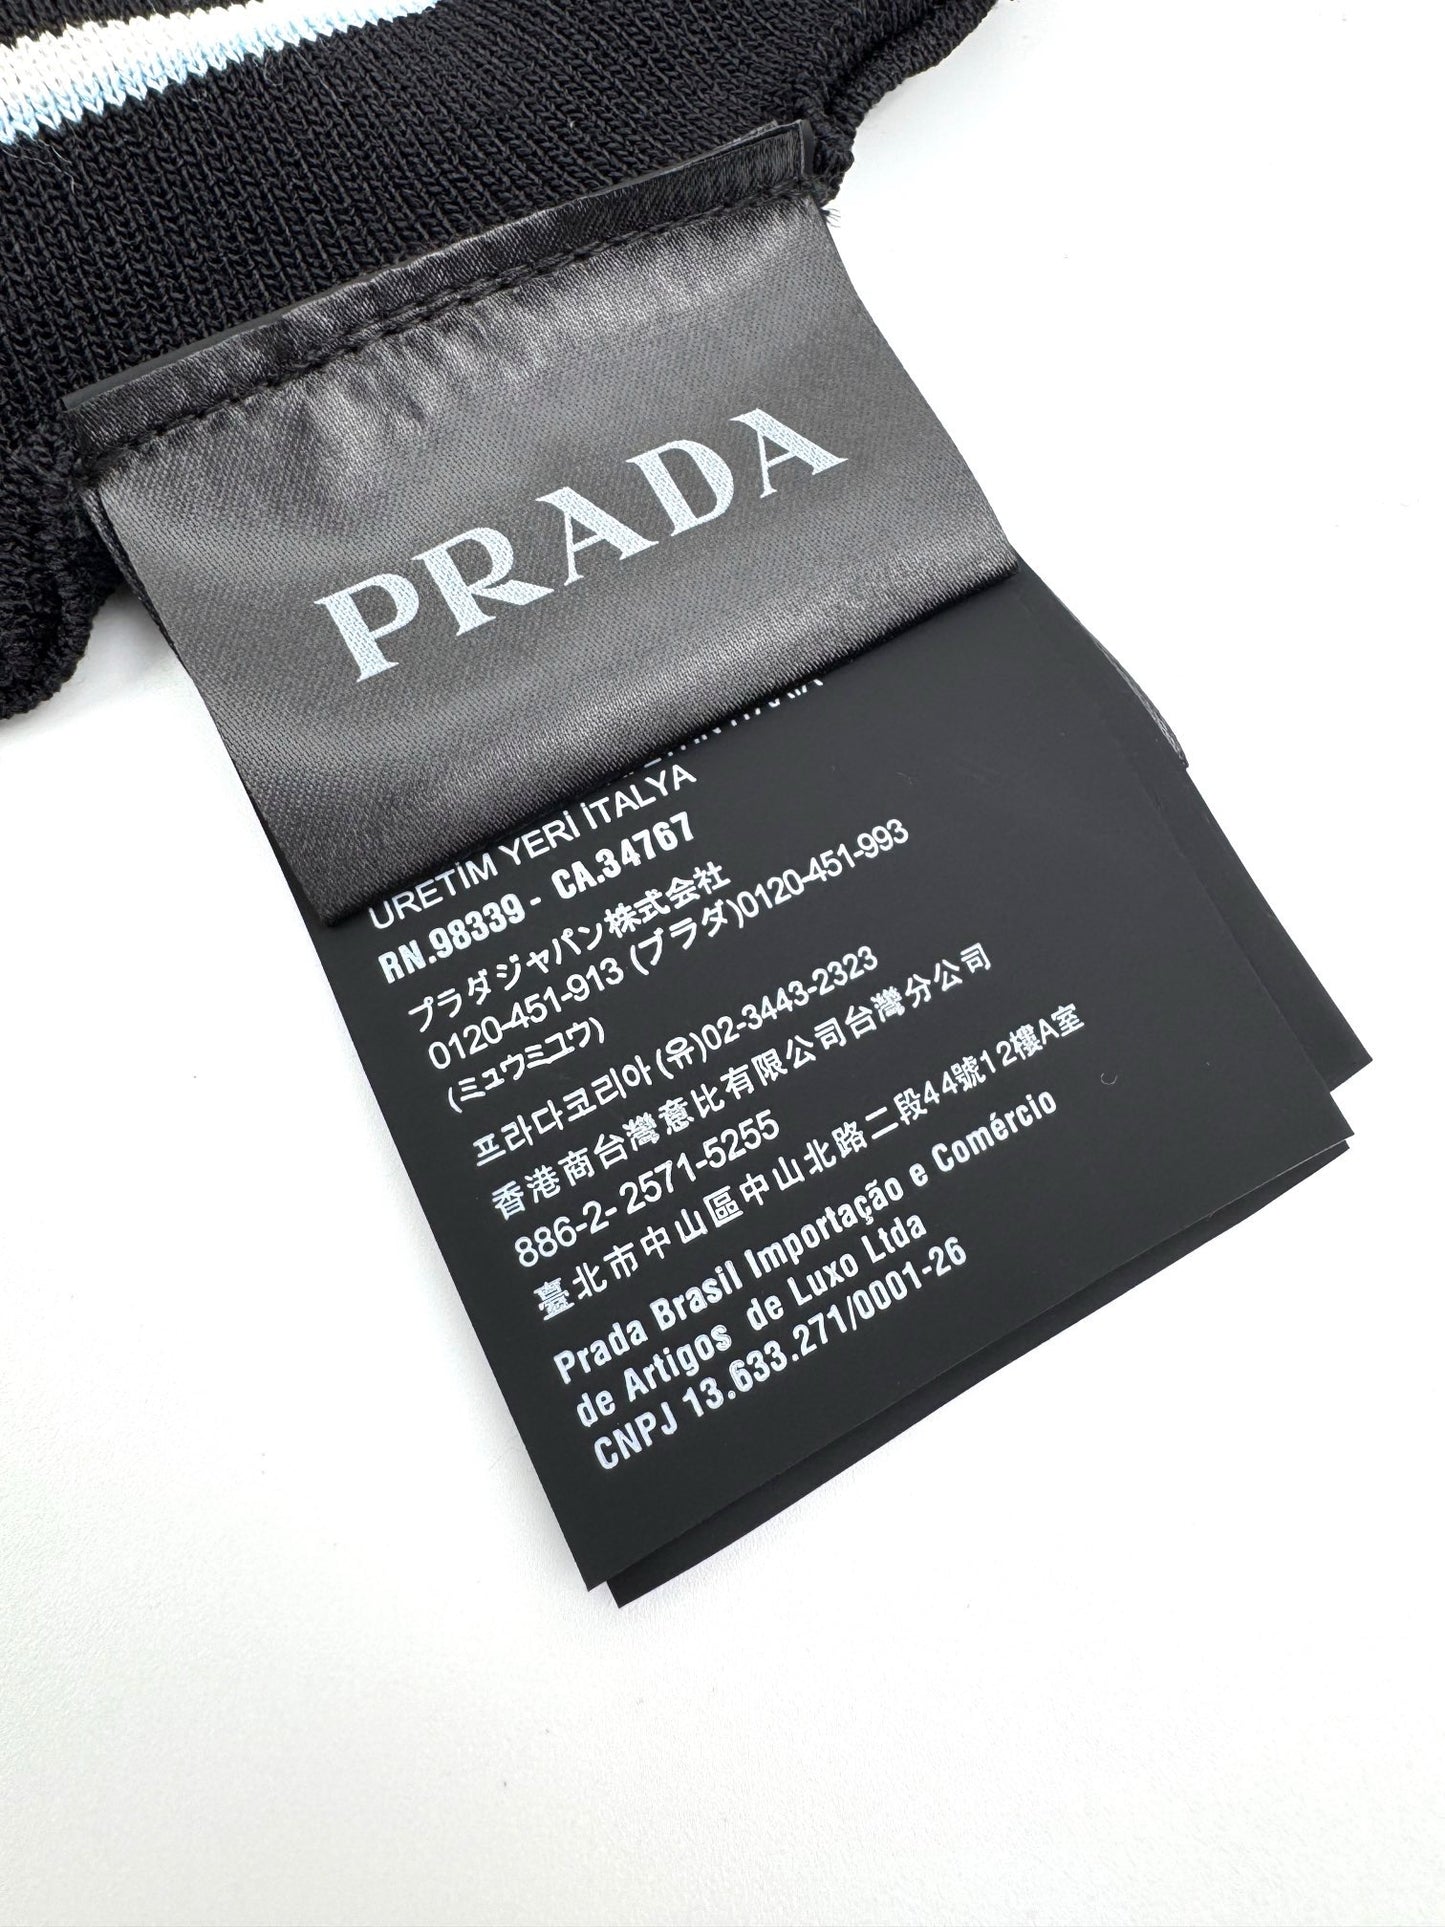 PRADA
ÜRETİM YERİ İTALYA
RN.98339 - CA.34767
プラダジャパン株式会社
0120-451-913 (プラダ)0120-451-993
(ミュウミュウ)
프라다코리아(유)02-3443-2323
香港商台灣意比有限公司台灣分公司
886-2- 2571-5255
臺北市中山區中山北路二段44號12樓A室
Prada Brasil Importação e Comércio
de Artigos de Luxo Ltda
CNPJ 13.633.271/0001-26